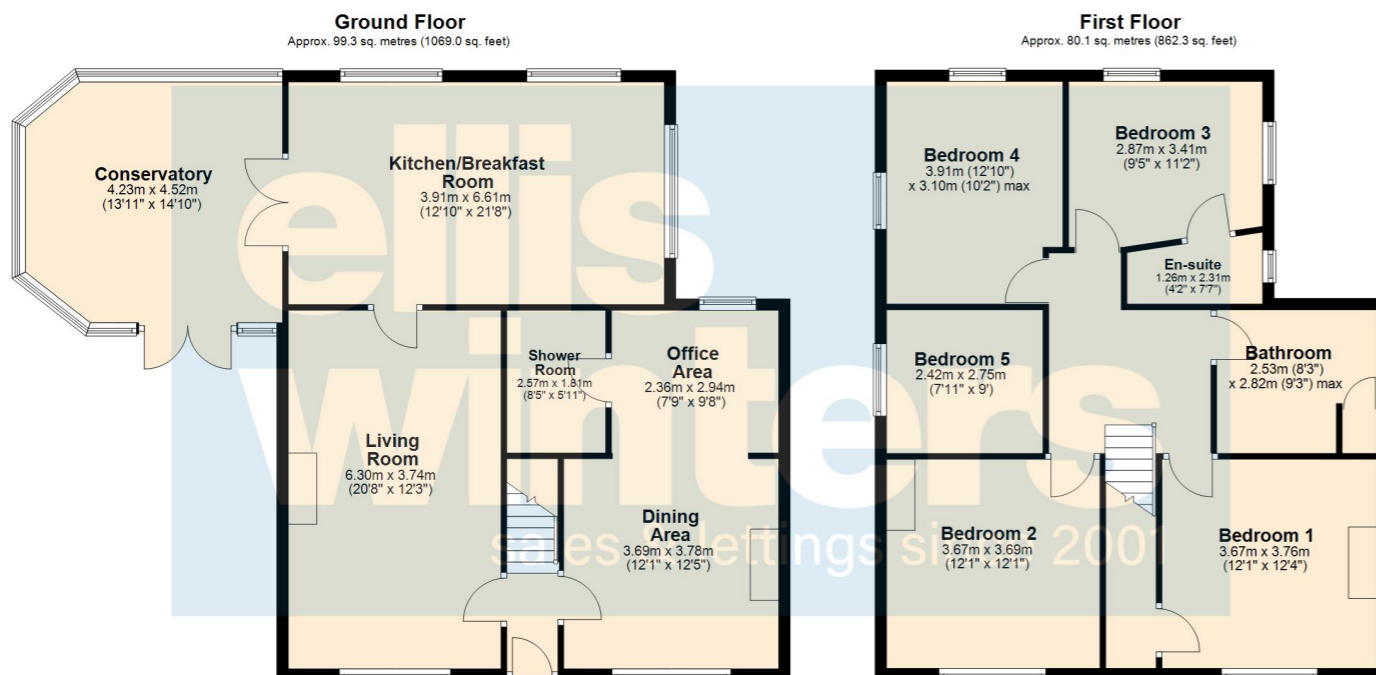 Ground Floor
Approx. 99.3 sq. metres (1069.0 sq. feet)
Conservatory
4.23m x 4.52m
(13'11" x 14'10")
Kitchen/Breakfast
Room
3.91m x 6.61m
(12'10" x 21'8")
Shower
Room
2.57m x 1.81m
(8'5" x 5'11")
Office
Area
2.36m x 2.94m
(7'9" x 9'8")
Living
Room
6.30m x 3.74m
(20'8" x 12'3")
Dining
Area
3.69m x 3.78m
(12'1" x 12'5")
First Floor
Approx. 80.1 sq. metres (862.3 sq. feet)
Bedroom 4
3.91m (12'10")
x 3.10m (10'2") max
Bedroom 3
2.87m x 3.41m
(9'5" x 11'2")
En-suite
1.26m x 2.31m
(4'2" x 7'7")
Bedroom 5
2.42m x 2.75m
(7'11" x 9')
Bathroom
2.53m (8'3")
x 2.82m (9'3") max
Bedroom 2
3.67m x 3.69m
(12'1" x 12'1")
Bedroom 1
3.67m x 3.76m
(12'1" x 12'4")
ellis
winters
sales & lettings since 2001